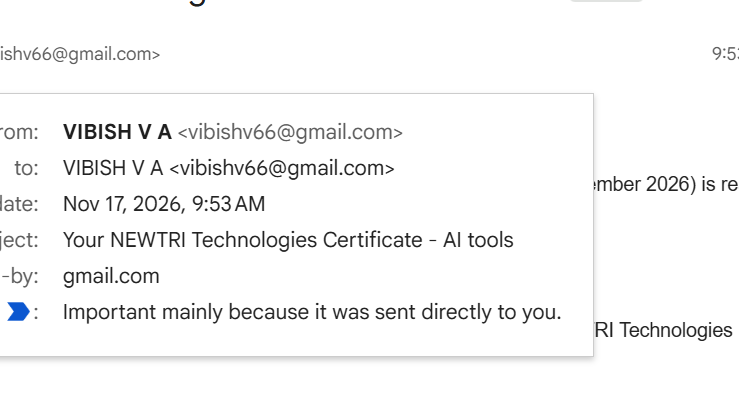 ishv66@gmail.com>
rom: VIBISH V A <vibishv66@gmail.com>
to: VIBISH V A <vibishv66@gmail.com>
ember 2026) is re
late: Nov 17, 2026, 9:53 AM
ject: Your NEWTRI Technologies Certificate - AI tools
-by: gmail.com
: Important mainly because it was sent directly to you.
RI Technologies